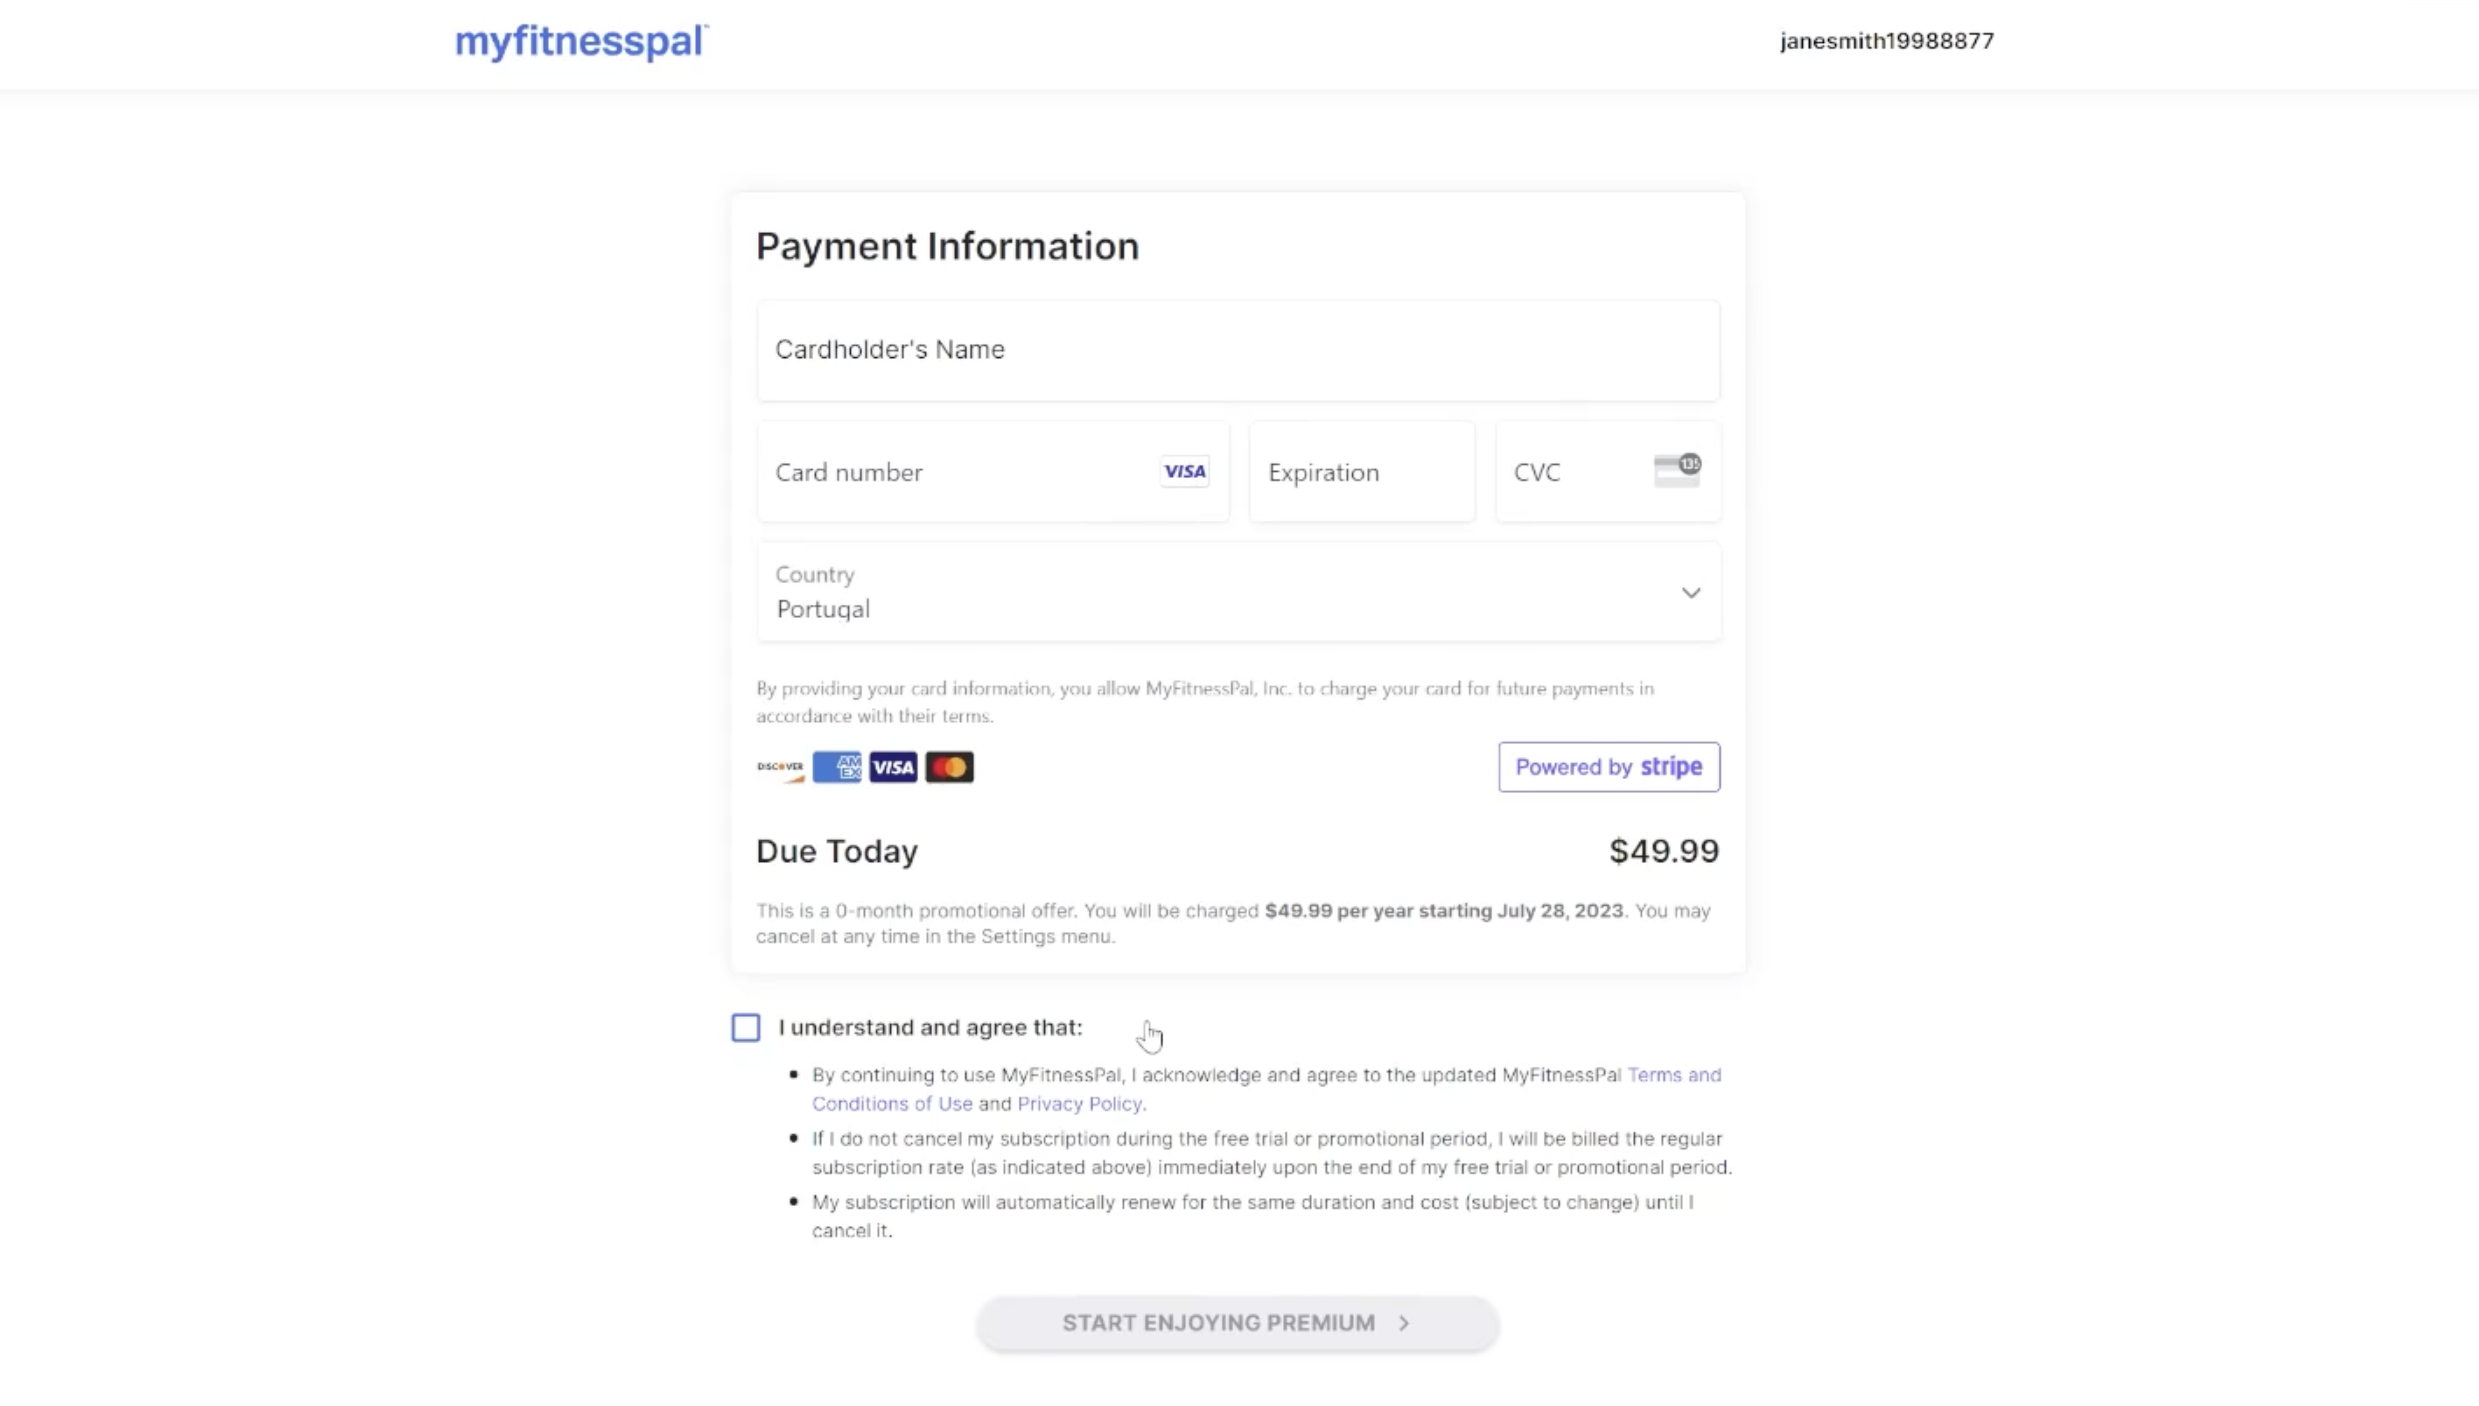 myfitnesspal
janesmith19988877
Payment Information
Cardholder's Name
Card number VISA Expiration CVC 135
Country
Portugal
By providing your card information, you allow MyFitnessPal, Inc. to charge your card for future payments in
accordance with their terms.
DISCOVER AM EX VISA Powered by stripe
Due Today $49.99
This is a 0-month promotional offer. You will be charged $49.99 per year starting July 28, 2023. You may
cancel at any time in the Settings menu.
I understand and agree that:
By continuing to use MyFitnessPal, I acknowledge and agree to the updated MyFitnessPal Terms and
Conditions of Use and Privacy Policy.
If I do not cancel my subscription during the free trial or promotional period, I will be billed the regular
subscription rate (as indicated above) immediately upon the end of my free trial or promotional period.
My subscription will automatically renew for the same duration and cost (subject to change) until I
cancel it.
START ENJOYING PREMIUM